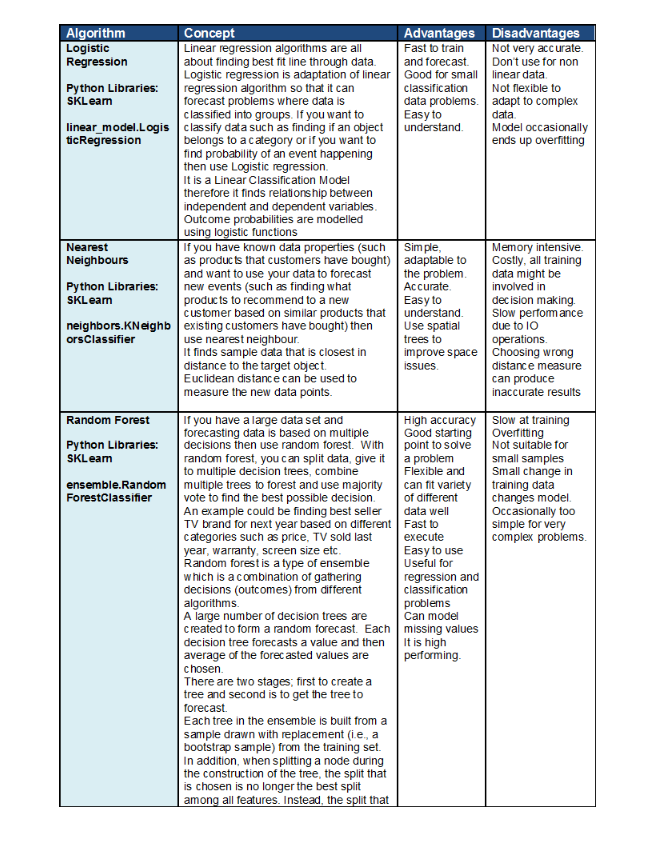 Algorithm
Concept
Advantages
Disadvantages
Logistic
Regression
Python Libraries:
SKLearn
linear_model.Logis
ticRegression
Linear regression algorithms are all
about finding best fit line through data.
Logistic regression is adaptation of linear
regression algorithm so that it can
forecast problems where data is
classified into groups. If you want to
classify data such as finding if an object
belongs to a category or if you want to
find probability of an event happening
then use Logistic regression.
It is a Linear Classification Model
therefore it finds relationship between
independent and dependent variables.
Outcome probabilities are modelled
using logistic functions
Fast to train
and forecast.
Good for small
classification
data problems.
Easy to
understand.
Not very accurate.
Don't use for non
linear data.
Not flexible to
adapt to complex
data.
Model occasionally
ends up overfitting
Nearest
Neighbours
Python Libraries:
SKLearn
neighbors.KNeighb
orsClassifier
If you have known data properties (such
as products that customers have bought)
and want to use your data to forecast
new events (such as finding what
products to recommend to a new
customer based on similar products that
existing customers have bought) then
use nearest neighbour.
It finds sample data that is closest in
distance to the target object.
Euclidean distance can be used to
measure the new data points.
Simple,
adaptable to
the problem.
Accurate.
Easy to
understand.
Use spatial
trees to
improve space
issues.
Memory intensive.
Costly, all training
data might be
involved in
decision making.
Slow performance
due to IO
operations.
Choosing wrong
distance measure
can produce
inaccurate results
Random Forest
Python Libraries:
SKLearn
ensemble.Random
ForestClassifier
If you have a large data set and
forecasting data is based on multiple
decisions then use random forest. With
random forest, you can split data, give it
to multiple decision trees, combine
multiple trees to forest and use majority
vote to find the best possible decision.
An example could be finding best seller
TV brand for next year based on different
categories such as price, TV sold last
year, warranty, screen size etc.
Random forest is a type of ensemble
which is a combination of gathering
decisions (outcomes) from different
algorithms.
A large number of decision trees are
created to form a random forecast. Each
decision tree forecasts a value and then
average of the forecasted values are
chosen.
There are two stages; first to create a
tree and second is to get the tree to
forecast.
Each tree in the ensemble is built from a
sample drawn with replacement (i.e., a
bootstrap sample) from the training set.
In addition, when splitting a node during
the construction of the tree, the split that
is chosen is no longer the best split
among all features. Instead, the split that
High accuracy
Good starting
point to solve
a problem
Flexible and
can fit variety
of different
data well
Fast to
execute
Easy to use
Useful for
regression and
classification
problems
Can model
missing values
It is high
performing.
Slow at training
Overfitting
Not suitable for
small samples
Small change in
training data
changes model.
Occasionally too
simple for very
complex problems.